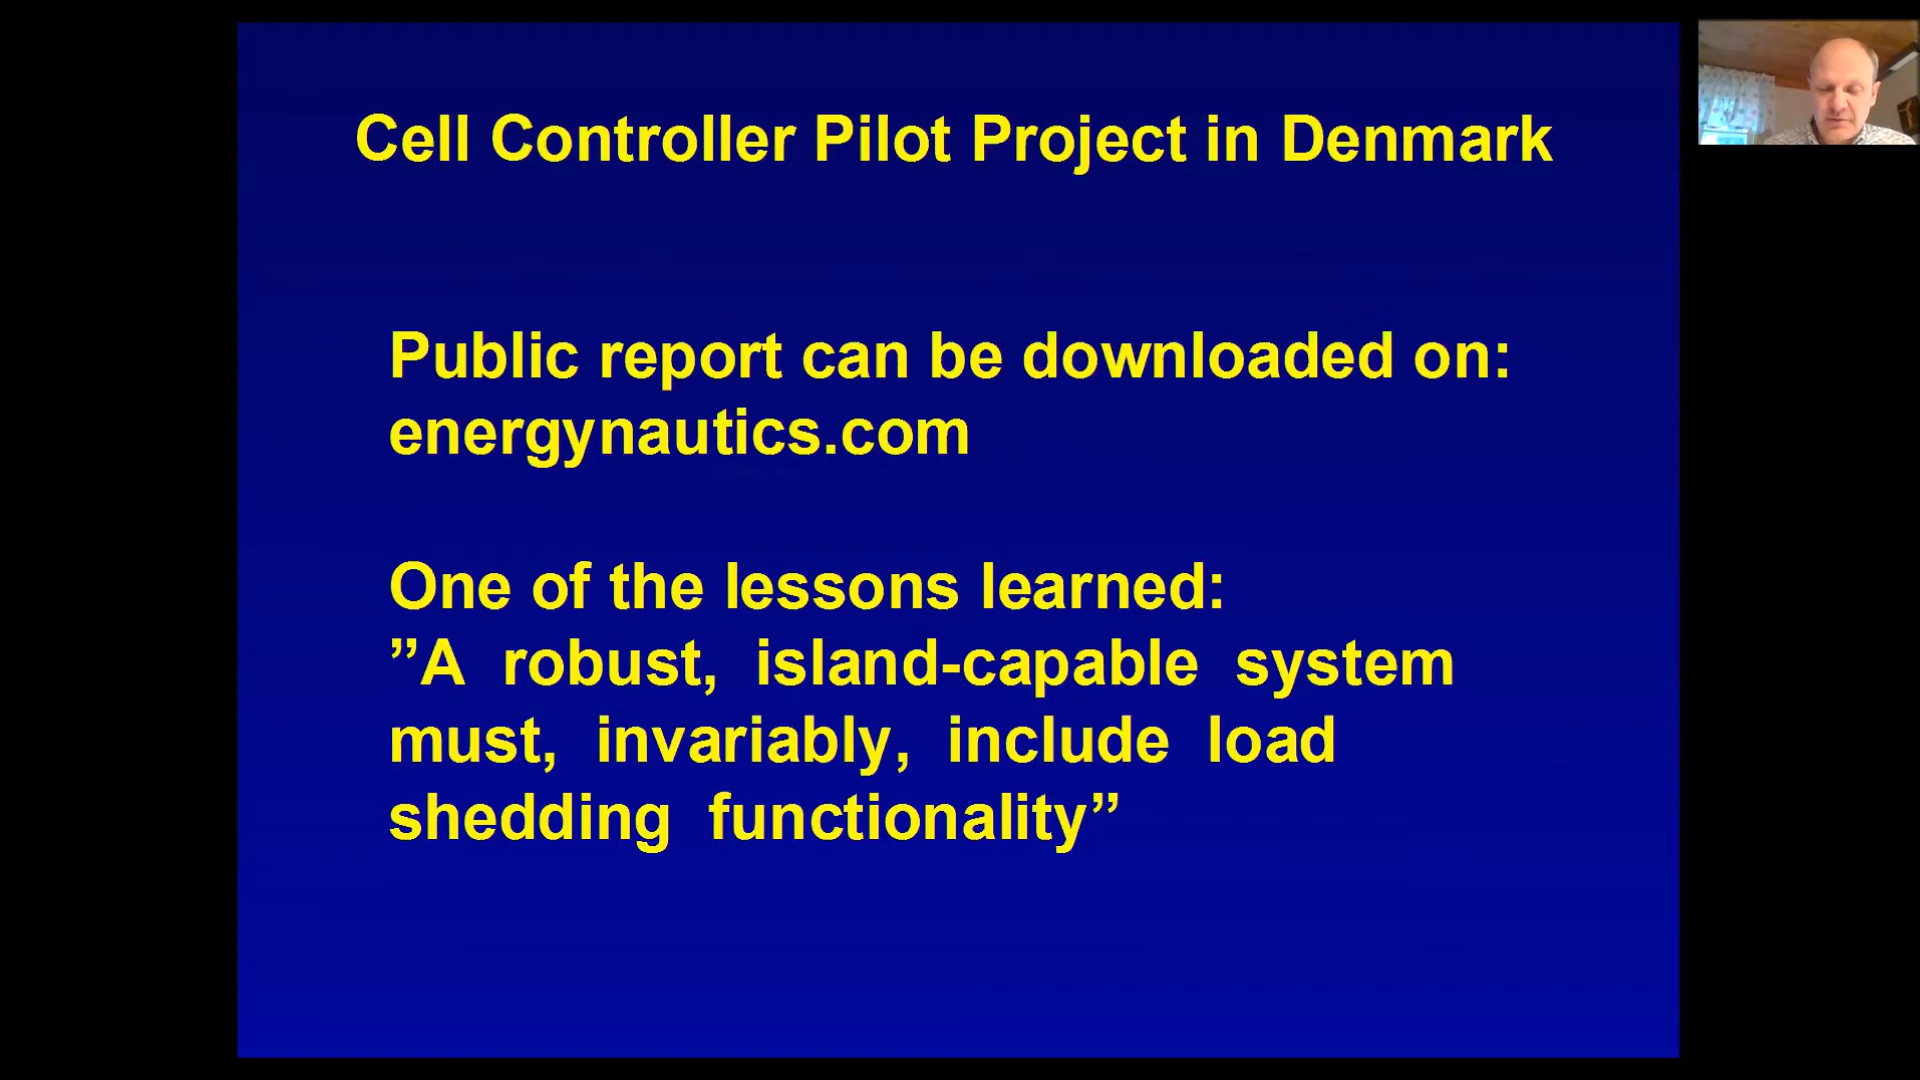 Cell Controller Pilot Project in Denmark
Public report can be downloaded on:
energynautics.com
One of the lessons learned:
”A robust, island-capable system
must, invariably, include load
shedding functionality”